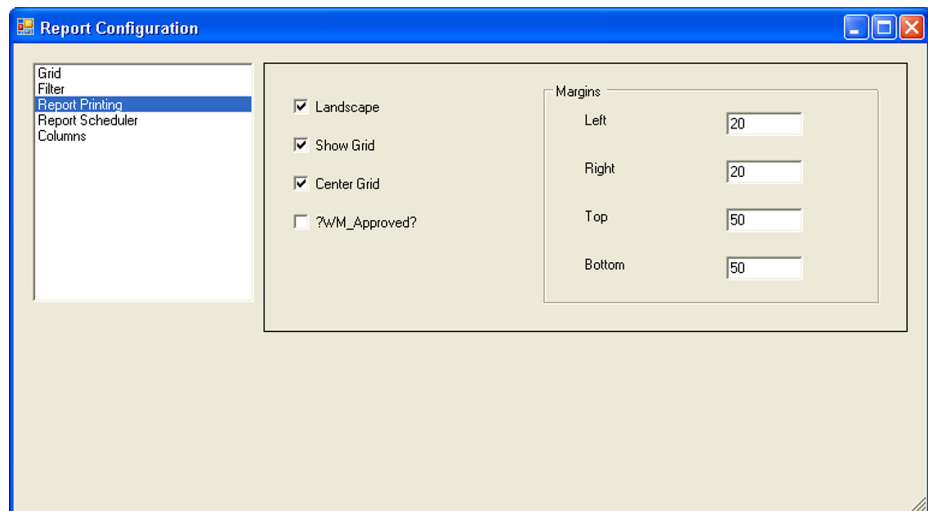 Report Configuration
Grid
Filter
Report Printing
Report Scheduler
Columns
Landscape
Show Grid
Center Grid
?WM_Approved?
Margins
Left 20
Right 20
Top 50
Bottom 50